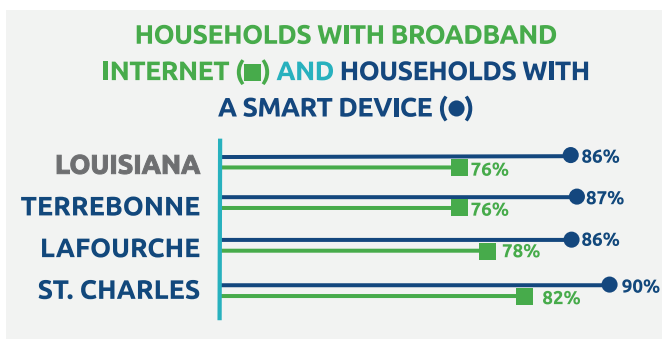 HOUSEHOLDS WITH BROADBAND
INTERNET (■) AND HOUSEHOLDS WITH
A SMART DEVICE (●)
LOUISIANA 86%
76%
TERREBONNE 87%
76%
LAFOURCHE 86%
78%
ST. CHARLES 90%
82%